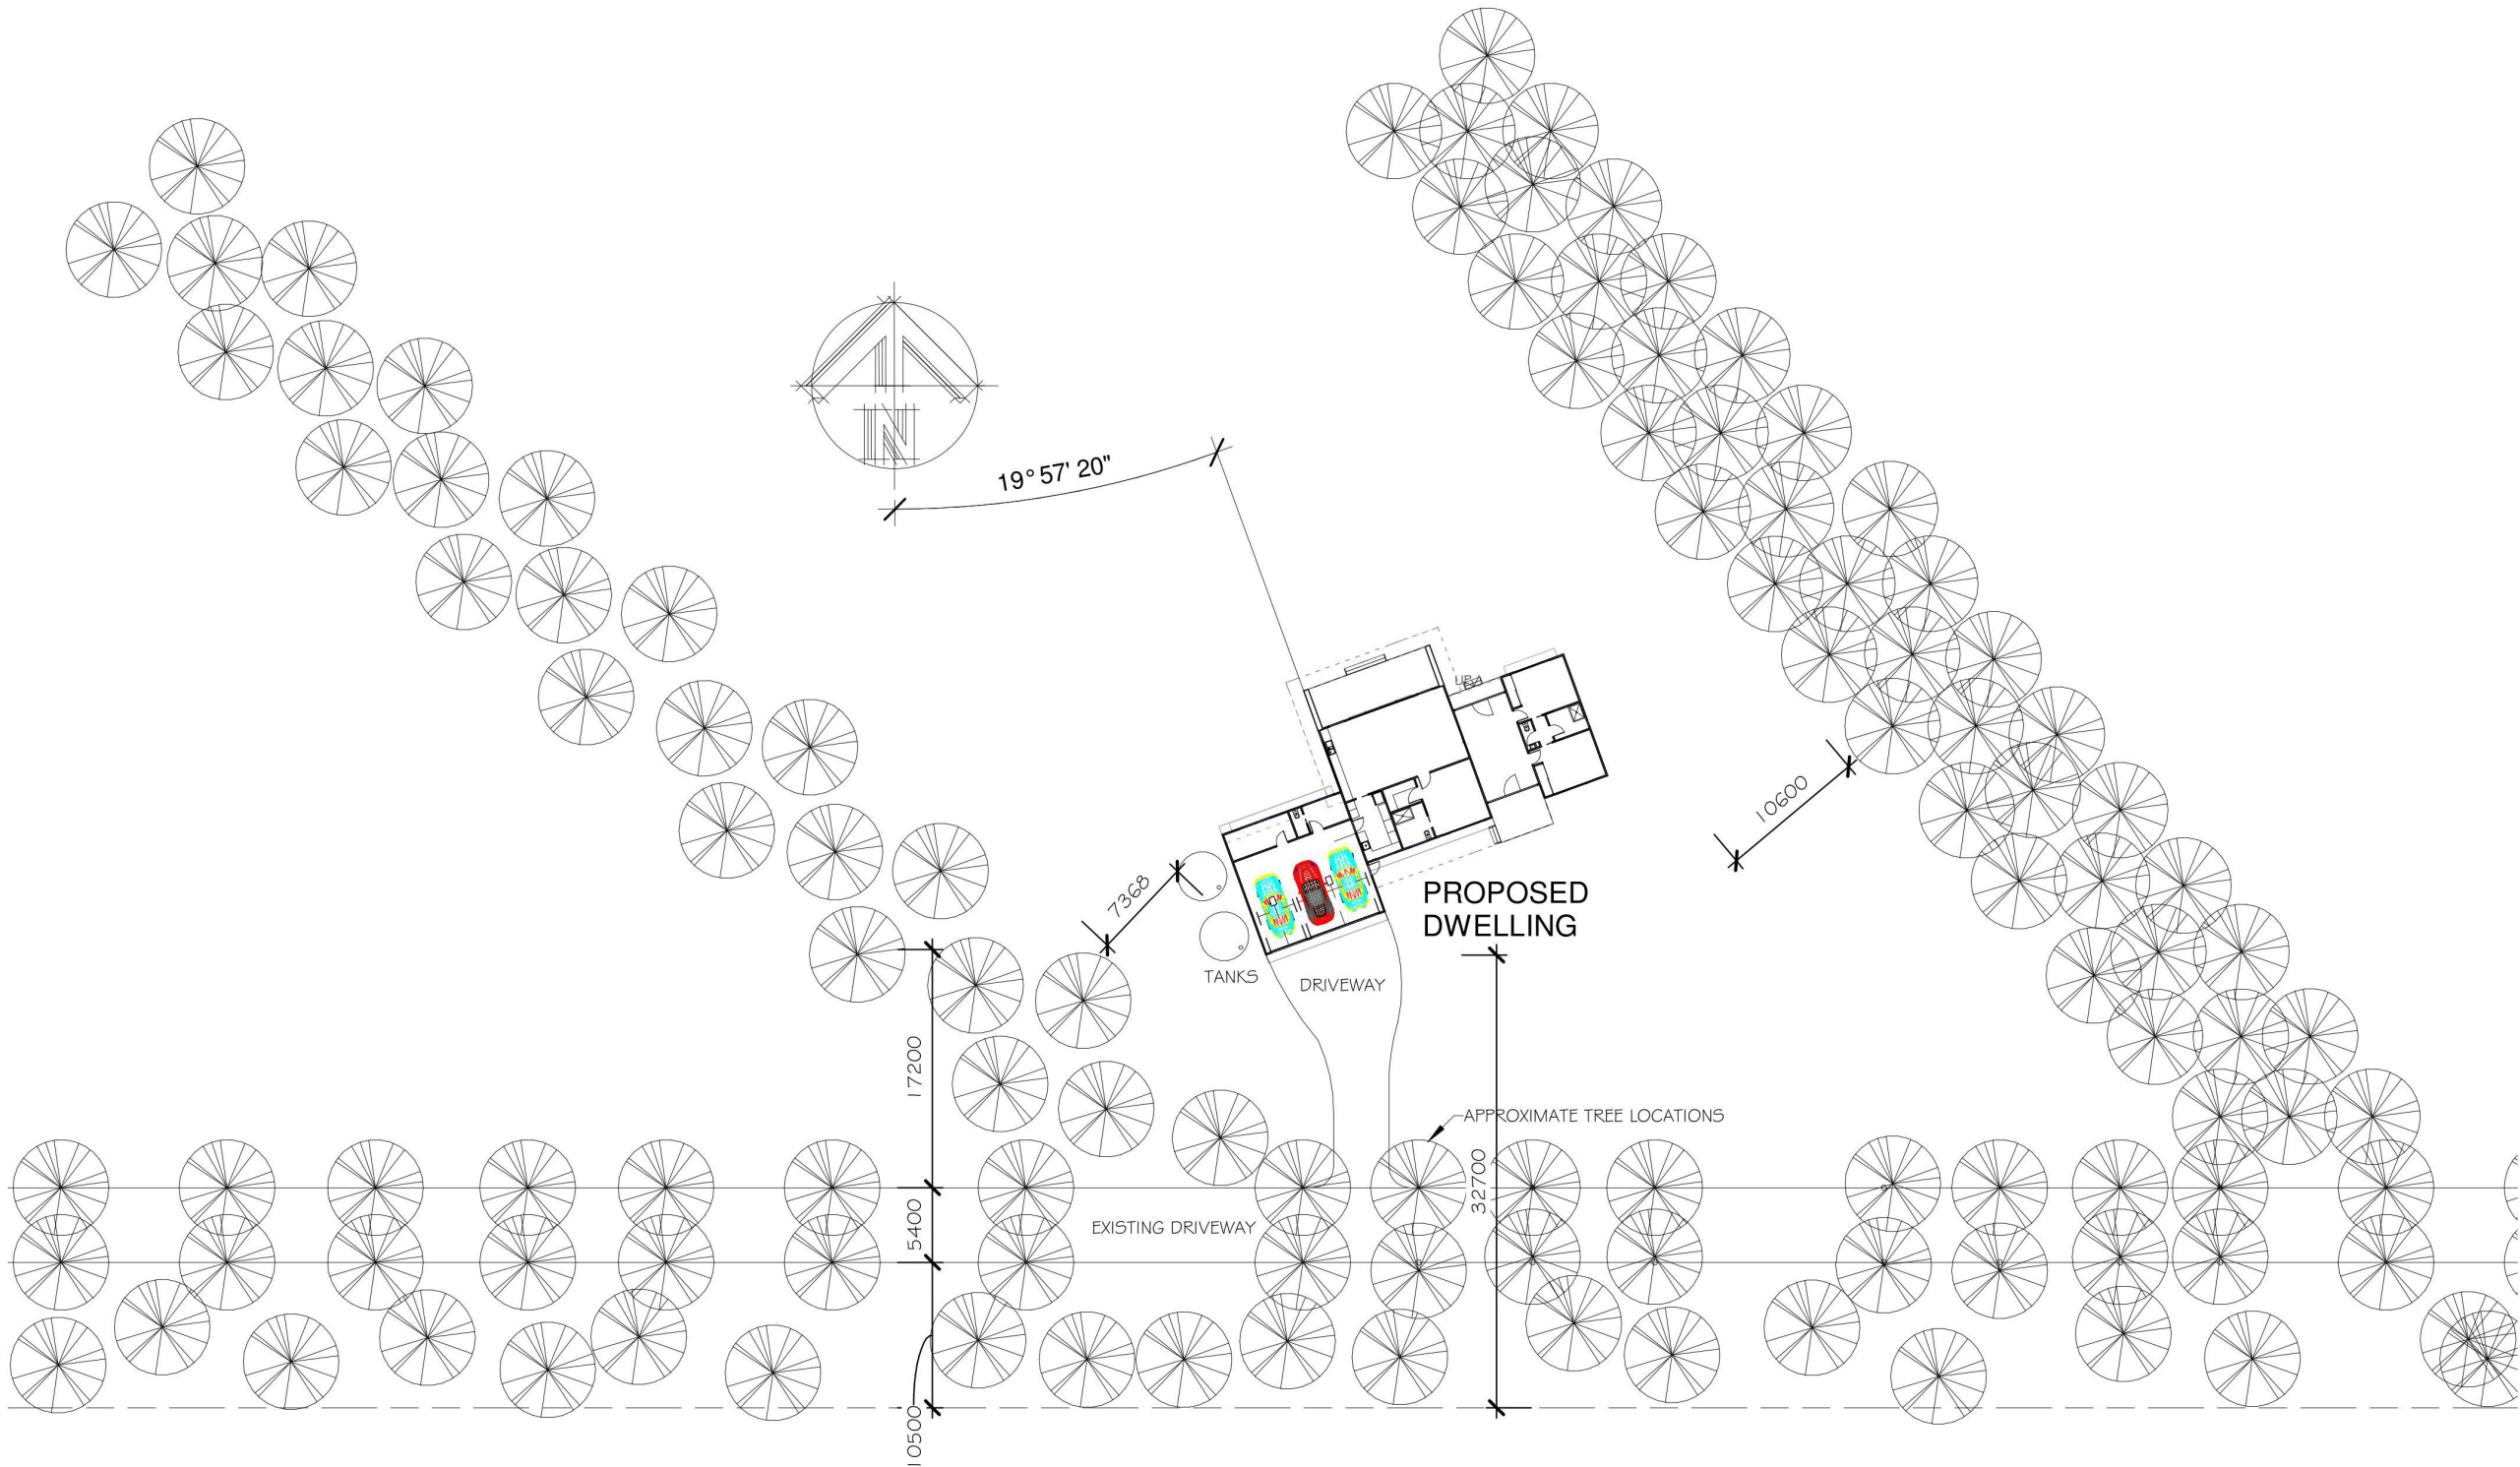 N
19° 57' 20"
UP
10600
7368
PROPOSED
DWELLING
TANKS
DRIVEWAY
17200
APPROXIMATE TREE LOCATIONS
32700
5400
EXISTING DRIVEWAY
10500